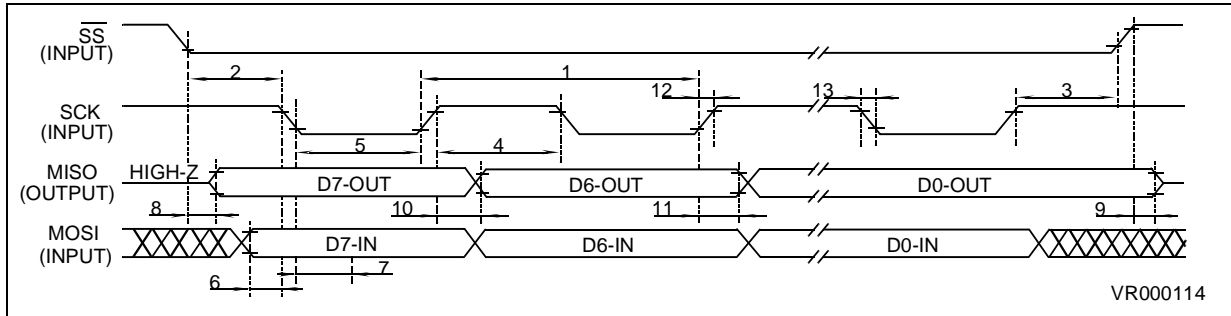 SS
(INPUT)
2
1
12
13
3
SCK
(INPUT)
5
4
MISO
(OUTPUT)
HIGH-Z
D7-OUT
D6-OUT
D0-OUT
8
10
11
9
MOSI
(INPUT)
D7-IN
D6-IN
D0-IN
7
6
VR000114